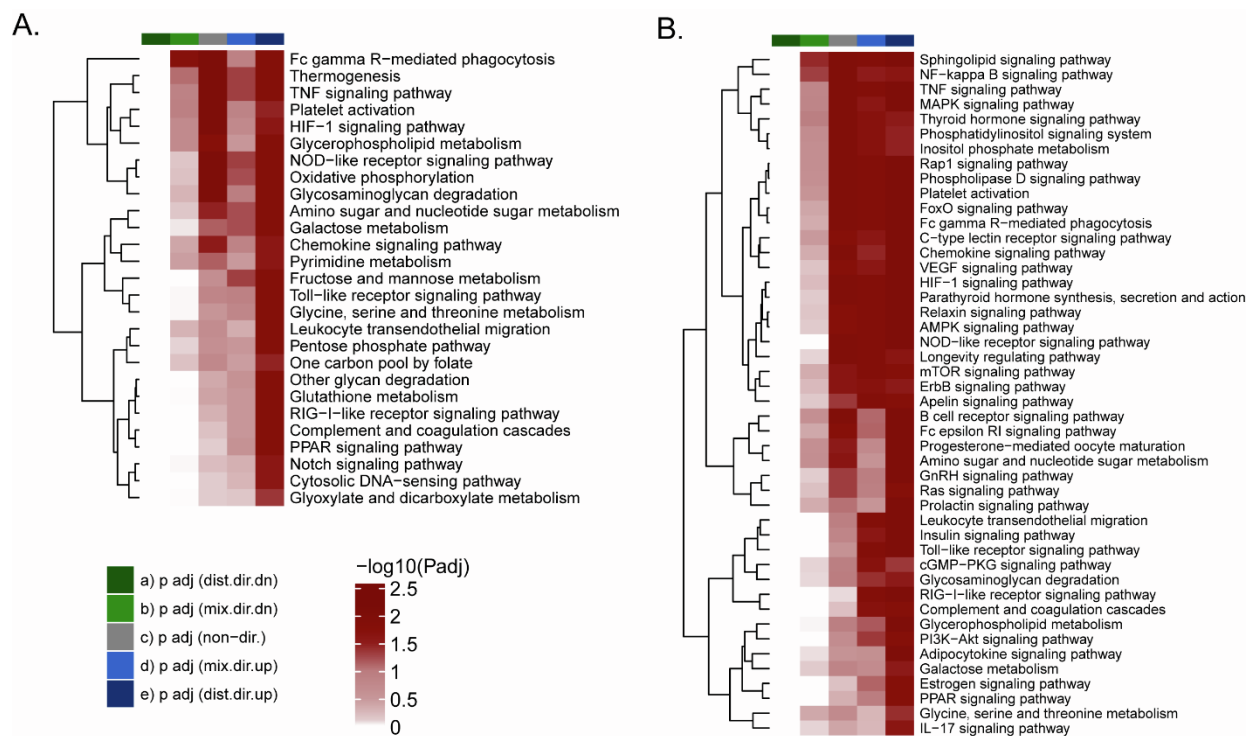 A.
Fc gamma R−mediated phagocytosis
Thermogenesis
TNF signaling pathway
Platelet activation
HIF−1 signaling pathway
Glycerophospholipid metabolism
NOD−like receptor signaling pathway
Oxidative phosphorylation
Glycosaminoglycan degradation
Amino sugar and nucleotide sugar metabolism
Galactose metabolism
Chemokine signaling pathway
Pyrimidine metabolism
Fructose and mannose metabolism
Toll−like receptor signaling pathway
Glycine, serine and threonine metabolism
Leukocyte transendothelial migration
Pentose phosphate pathway
One carbon pool by folate
Other glycan degradation
Glutathione metabolism
RIG−I−like receptor signaling pathway
Complement and coagulation cascades
PPAR signaling pathway
Notch signaling pathway
Cytosolic DNA−sensing pathway
Glyoxylate and dicarboxylate metabolism
a) p adj (dist.dir.dn)
b) p adj (mix.dir.dn)
c) p adj (non−dir.)
d) p adj (mix.dir.up)
e) p adj (dist.dir.up)
−log10(Padj)
2.5
2
1.5
1
0.5
0
B.
Sphingolipid signaling pathway
NF−kappa B signaling pathway
TNF signaling pathway
MAPK signaling pathway
Thyroid hormone signaling pathway
Phosphatidylinositol signaling system
Inositol phosphate metabolism
Rap1 signaling pathway
Phospholipase D signaling pathway
Platelet activation
FoxO signaling pathway
Fc gamma R−mediated phagocytosis
C−type lectin receptor signaling pathway
Chemokine signaling pathway
VEGF signaling pathway
HIF−1 signaling pathway
Parathyroid hormone synthesis, secretion and action
Relaxin signaling pathway
AMPK signaling pathway
NOD−like receptor signaling pathway
Longevity regulating pathway
mTOR signaling pathway
ErbB signaling pathway
Apelin signaling pathway
B cell receptor signaling pathway
Fc epsilon RI signaling pathway
Progesterone−mediated oocyte maturation
Amino sugar and nucleotide sugar metabolism
GnRH signaling pathway
Ras signaling pathway
Prolactin signaling pathway
Leukocyte transendothelial migration
Insulin signaling pathway
Toll−like receptor signaling pathway
cGMP−PKG signaling pathway
Glycosaminoglycan degradation
RIG−I−like receptor signaling pathway
Complement and coagulation cascades
Glycerophospholipid metabolism
PI3K−Akt signaling pathway
Adipocytokine signaling pathway
Galactose metabolism
Estrogen signaling pathway
PPAR signaling pathway
Glycine, serine and threonine metabolism
IL−17 signaling pathway